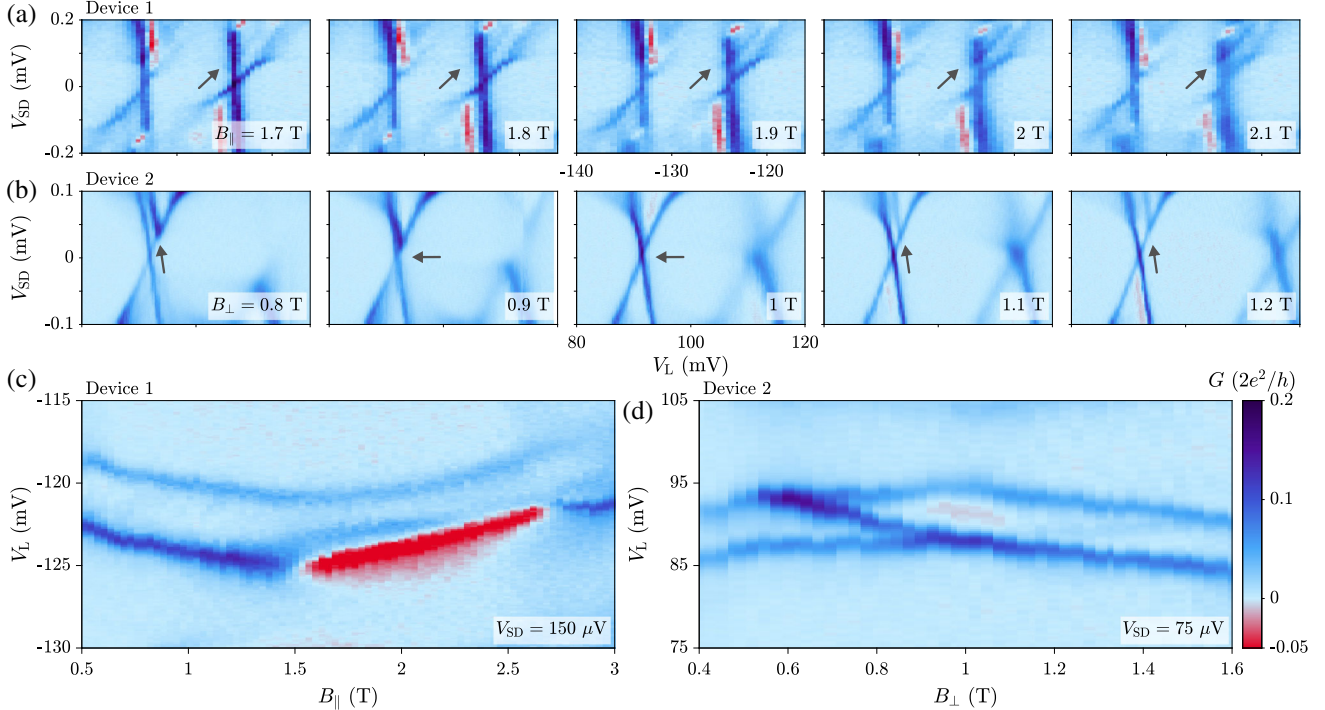 (a)
Device 1
V_SD (mV)
0.2
0
-0.2
B_∥ = 1.7 T
1.8 T
1.9 T
2 T
2.1 T
-140
-130
-120
(b)
Device 2
V_SD (mV)
0.1
0
-0.1
B_⊥ = 0.8 T
0.9 T
1 T
1.1 T
1.2 T
80
100
120
V_L (mV)
(c)
Device 1
V_L (mV)
-115
-120
-125
-130
V_SD = 150 μV
0.5
1
1.5
2
2.5
3
B_∥ (T)
(d)
Device 2
V_L (mV)
105
95
85
75
V_SD = 75 μV
0.4
0.6
0.8
1
1.2
1.4
1.6
B_⊥ (T)
G (2e²/h)
0.2
0.1
0
-0.05